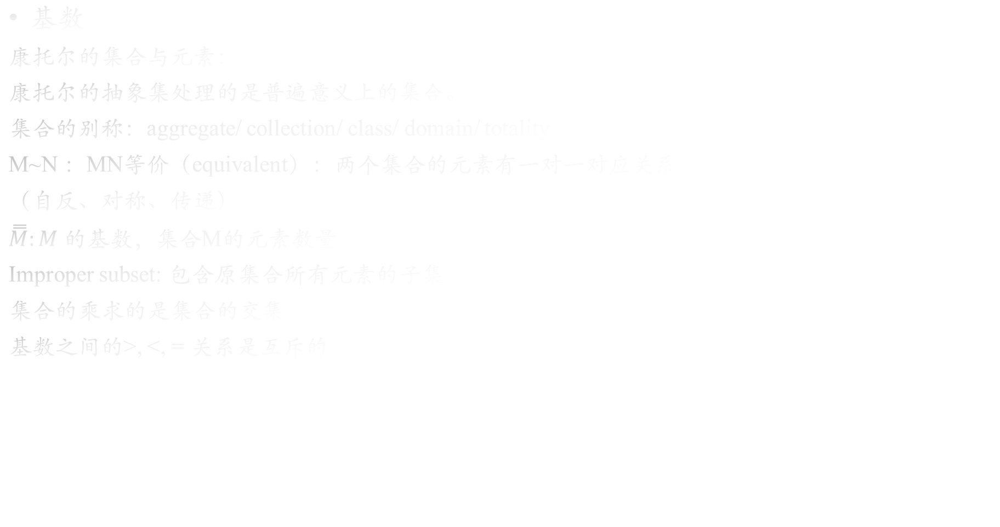 • 基数
康托尔的集合与元素：
康托尔的抽象集处理的是普遍意义上的集合。
集合的别称：aggregate/ collection/ class/ domain/ totality
M~N： MN等价（equivalent）：两个集合的元素有一对一对应关系
（自反、对称、传递）
M̿: M 的基数，集合M的元素数量
Improper subset: 包含原集合所有元素的子集
集合的乘求的是集合的交集
基数之间的>, <, = 关系是互斥的